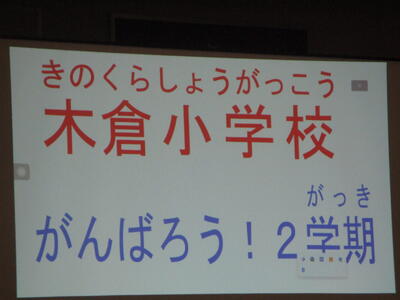 きのくらしょうがっこう
木倉小学校
がっき
がんばろう！２学期